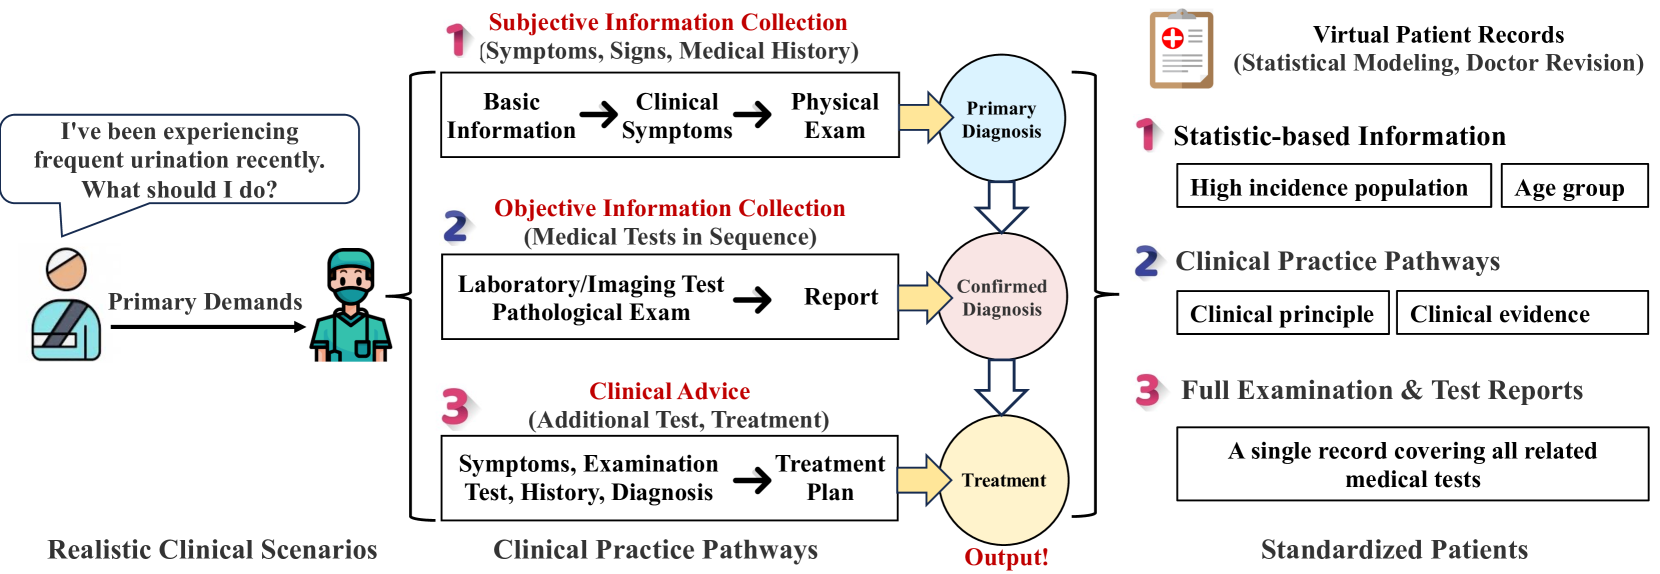 I've been experiencing
frequent urination recently.
What should I do?
Primary Demands
Realistic Clinical Scenarios
1
Subjective Information Collection
(Symptoms, Signs, Medical History)
Basic
Information
Clinical
Symptoms
Physical
Exam
Primary
Diagnosis
2
Objective Information Collection
(Medical Tests in Sequence)
Laboratory/Imaging Test
Pathological Exam
Report
Confirmed
Diagnosis
3
Clinical Advice
(Additional Test, Treatment)
Symptoms, Examination
Test, History, Diagnosis
Treatment
Plan
Treatment
Clinical Practice Pathways
Output!
Virtual Patient Records
(Statistical Modeling, Doctor Revision)
1 Statistic-based Information
High incidence population
Age group
2 Clinical Practice Pathways
Clinical principle
Clinical evidence
3 Full Examination & Test Reports
A single record covering all related
medical tests
Standardized Patients